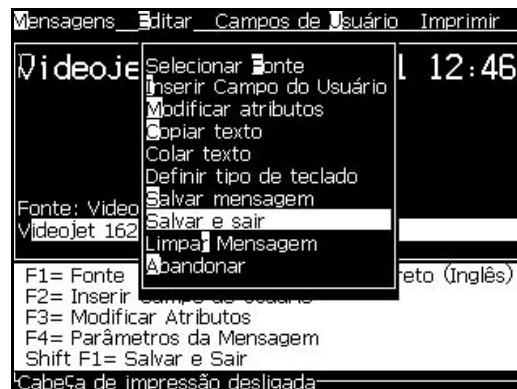 Mensagens Editar Campos de Usuário Imprimir
Videoje 12:46
Selecionar Fonte
Inserir Campo do Usuário
Modificar atributos
Copiar texto
Colar texto
Definir tipo de teclado
Salvar mensagem
Salvar e sair
Limpar Mensagem
Abandonar
Fonte: Video
Videojet 162
F1= Fonte reto (Inglês)
F2= Inserir
F3= Modificar Atributos
F4= Parâmetros da Mensagem
Shift F1= Salvar e Sair
Cabeça de impressão desligada